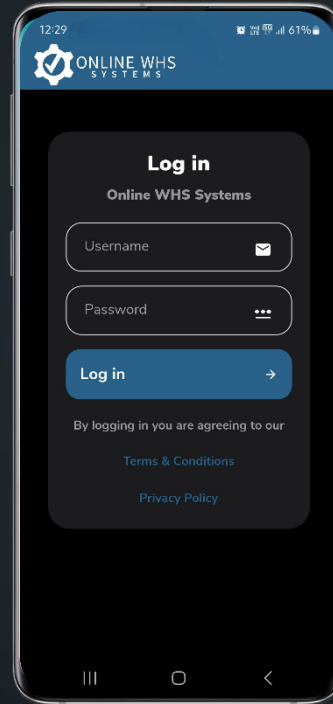 12:29
61%
ONLINE WHS
SYSTEMS
Log in
Online WHS Systems
Username
Password
Log in
By logging in you are agreeing to our
Terms & Conditions
Privacy Policy